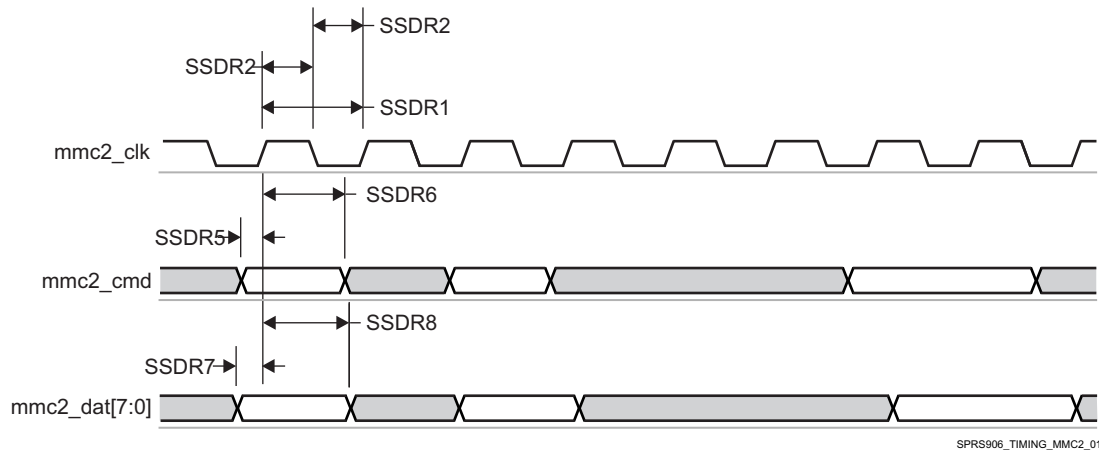 SSDR2
SSDR2
SSDR1
mmc2_clk
SSDR6
SSDR5
mmc2_cmd
SSDR8
SSDR7
mmc2_dat[7:0]
SPRS906_TIMING_MMC2_01